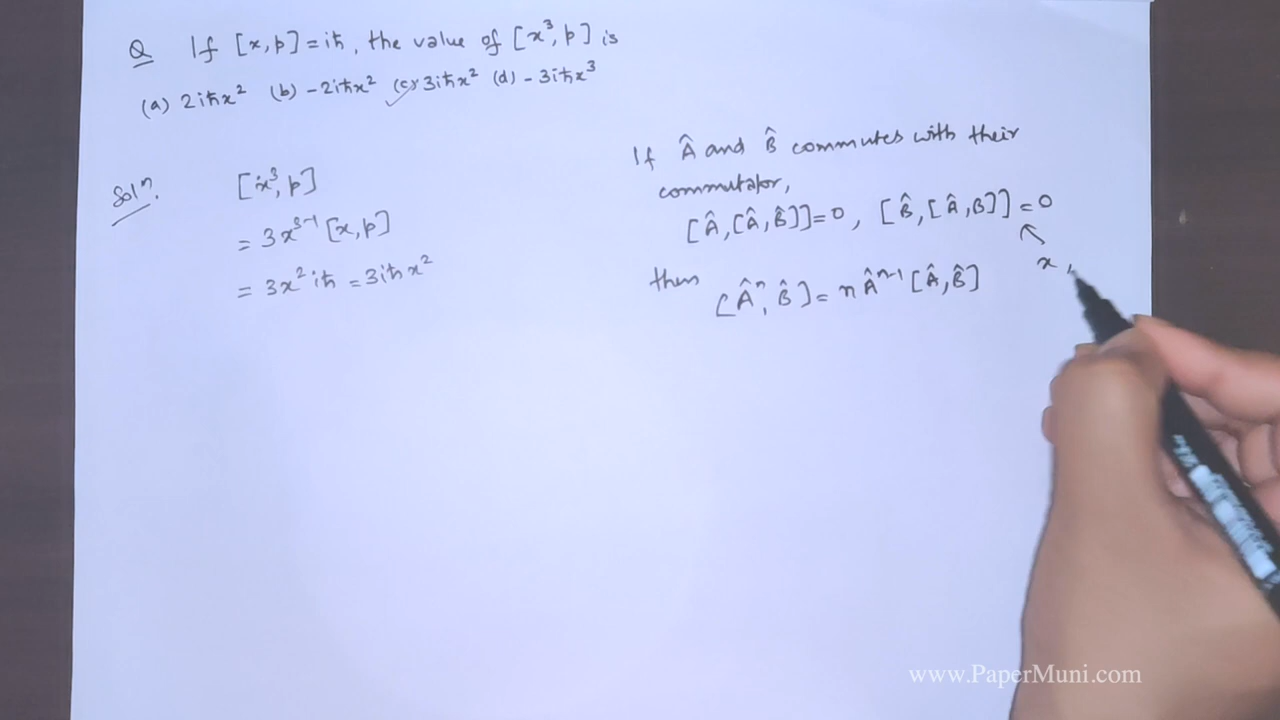 Q If [x,p]=iħ, the value of [x³,p] is
(a) 2iħx² (b) -2iħx² (c) 3iħx² (d) -3iħx³
Solⁿ.
[x³,p]
= 3x³⁻¹ [x,p]
= 3x² iħ = 3iħx²
If Â and B̂ commutes with their
commutator,
[Â,[Â,B̂]]=0, [B̂,[Â,B]]=0
then [Âⁿ, B̂]= n Âⁿ⁻¹ [Â,B̂]
x,
www.PaperMuni.com